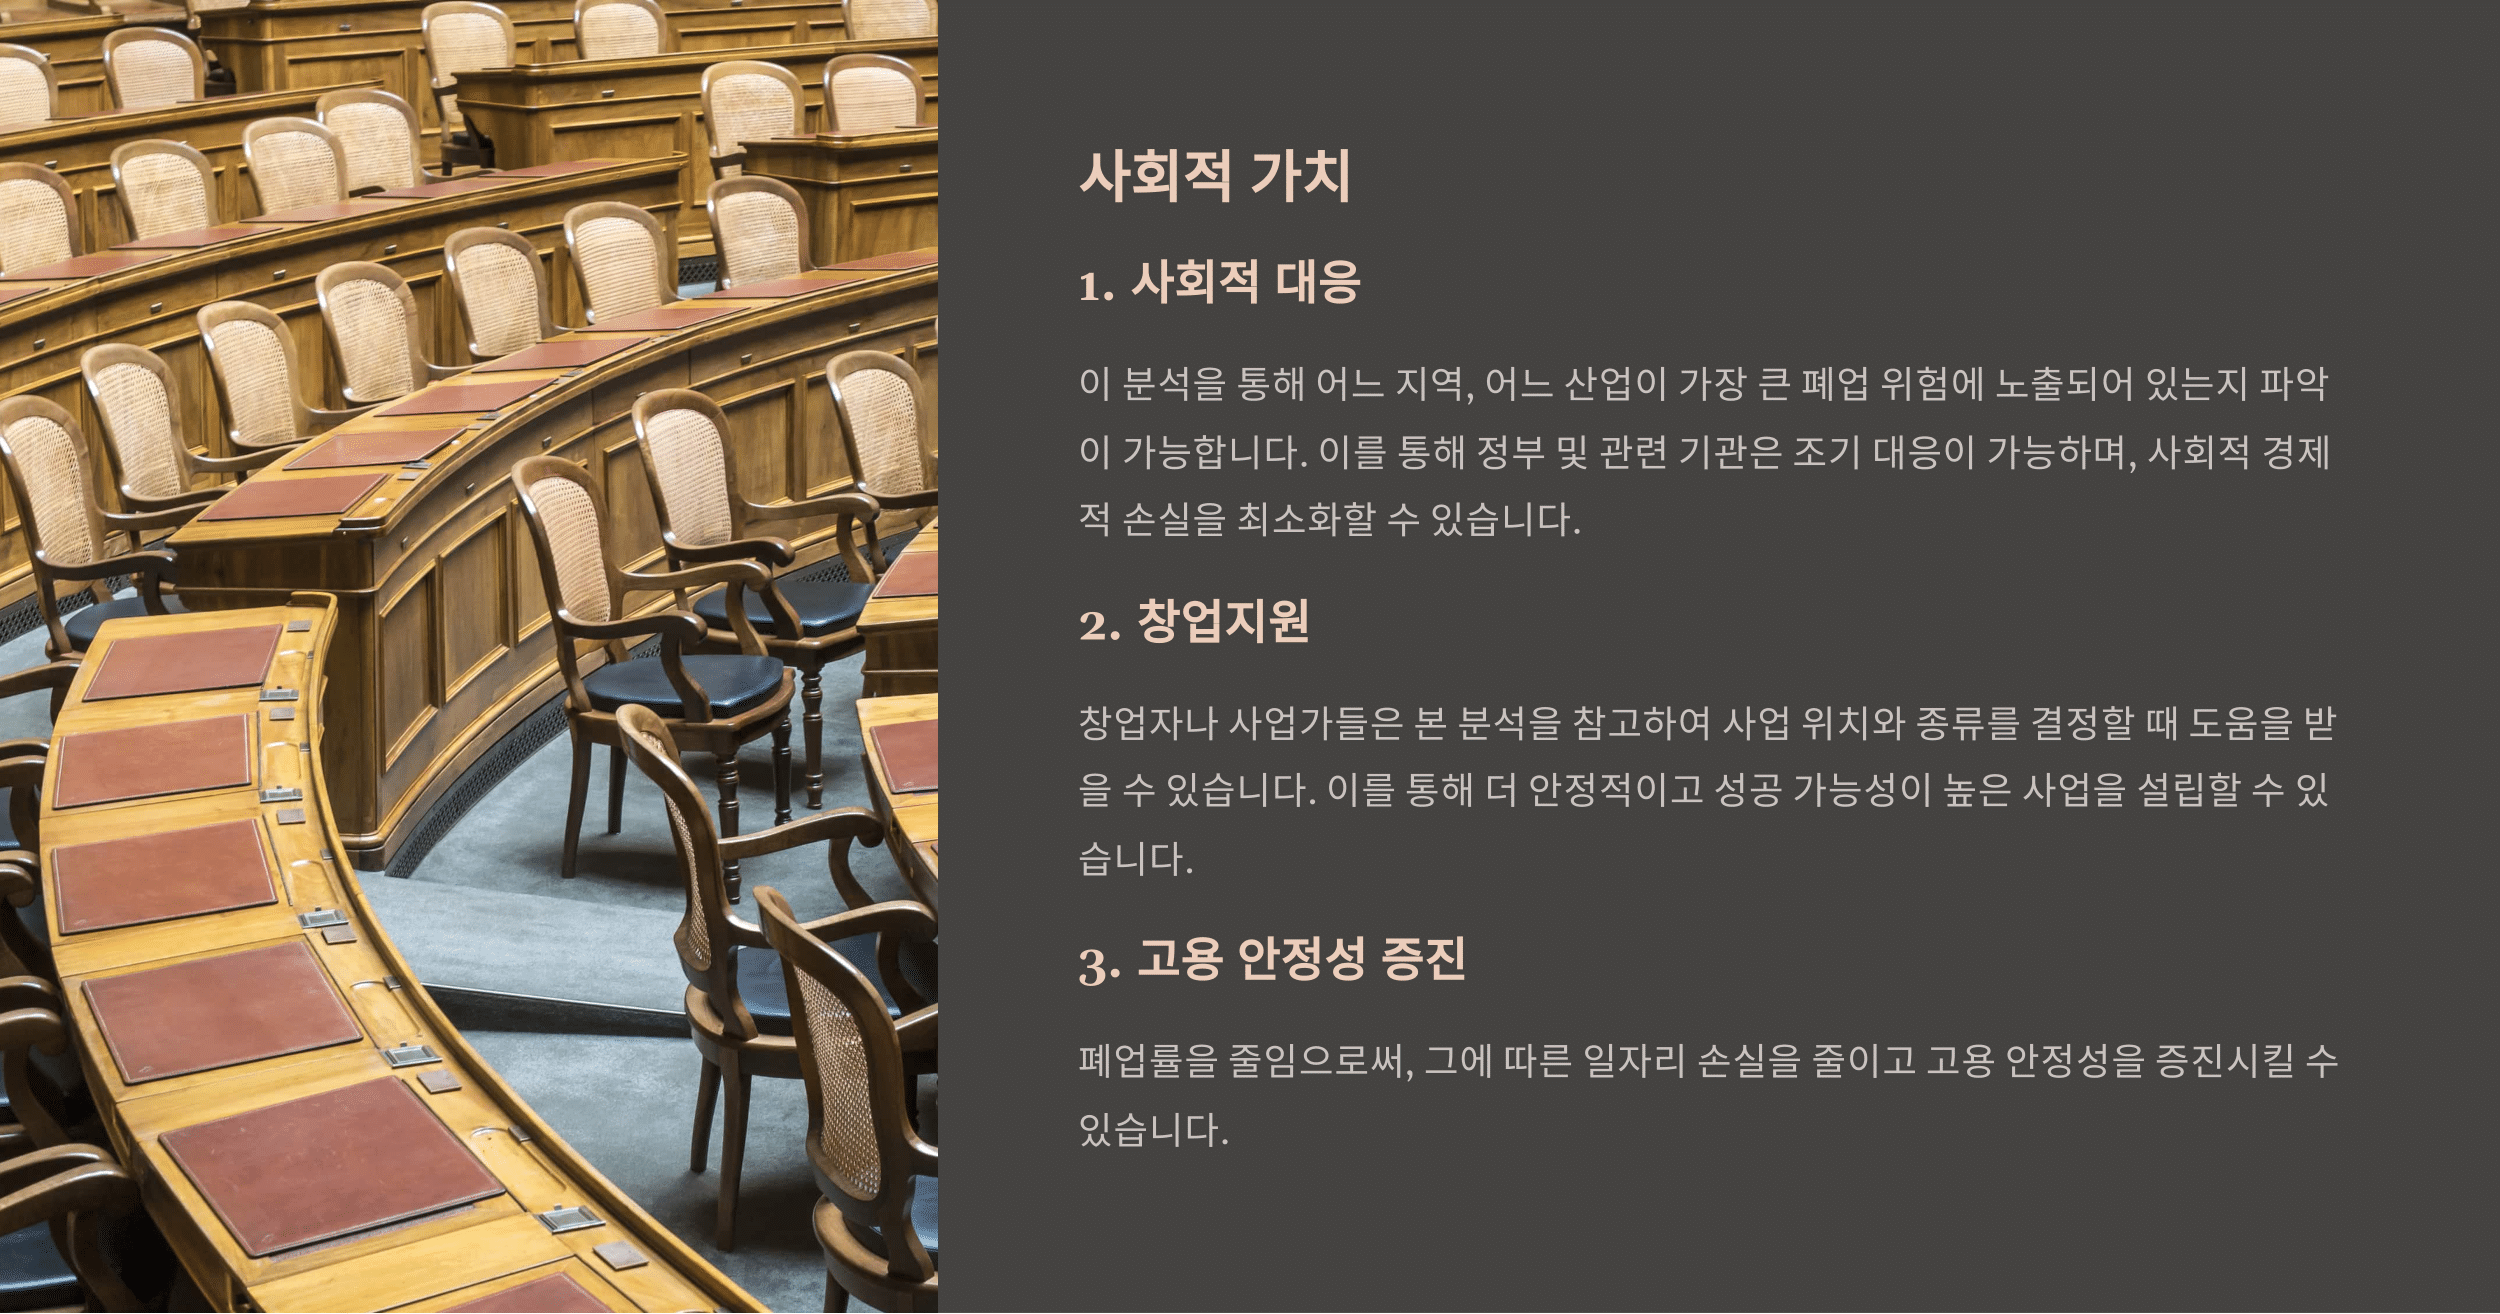 사회적 가치
1. 사회적 대응
이 분석을 통해 어느 지역, 어느 산업이 가장 큰 폐업 위험에 노출되어 있는지 파악
이 가능합니다. 이를 통해 정부 및 관련 기관은 조기 대응이 가능하며, 사회적 경제
적 손실을 최소화할 수 있습니다.
2. 창업지원
창업자나 사업가들은 본 분석을 참고하여 사업 위치와 종류를 결정할 때 도움을 받
을 수 있습니다. 이를 통해 더 안정적이고 성공 가능성이 높은 사업을 설립할 수 있
습니다.
3. 고용 안정성 증진
폐업률을 줄임으로써, 그에 따른 일자리 손실을 줄이고 고용 안정성을 증진시킬 수
있습니다.